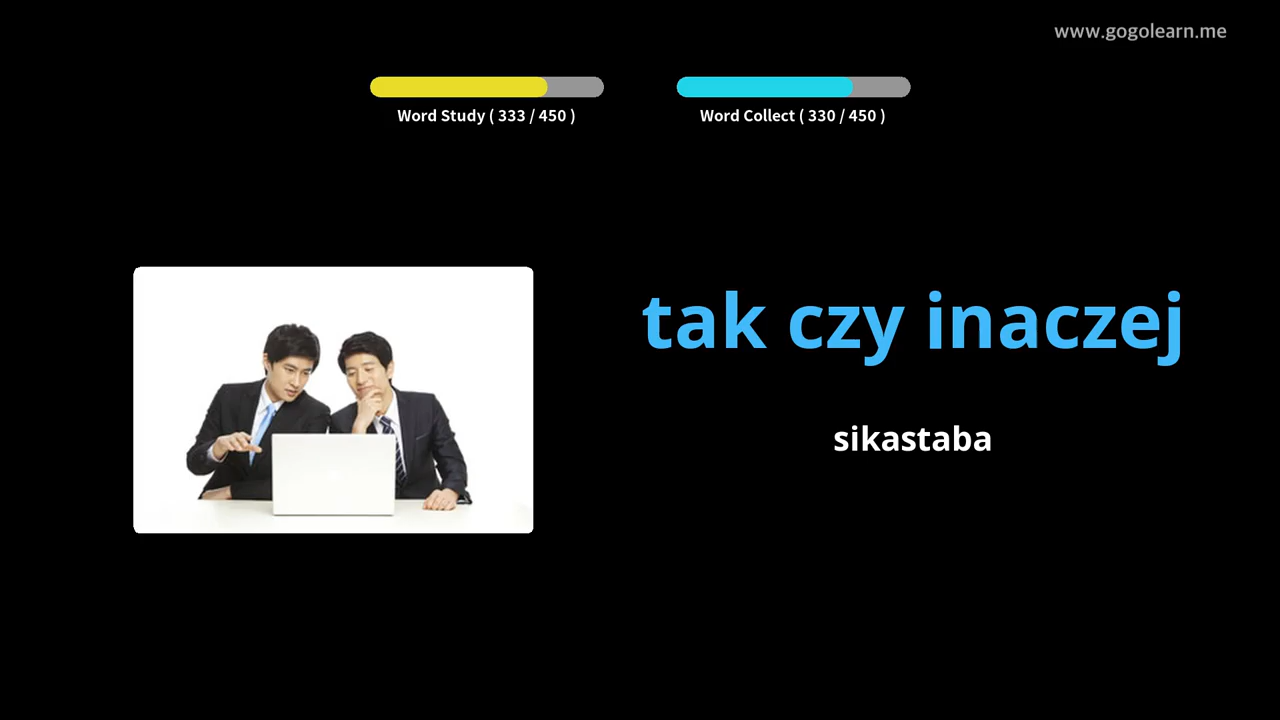 www.gogolearn.me
Word Study ( 333 / 450 )
Word Collect ( 330 / 450 )
tak czy inaczej
sikastaba